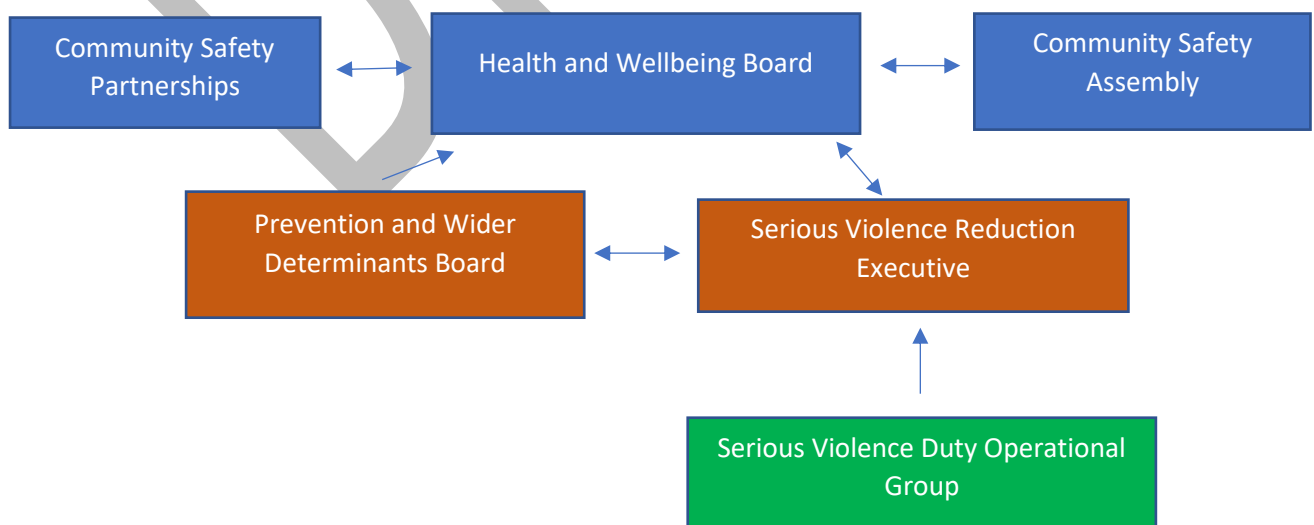 Community Safety
Partnerships
Health and Wellbeing Board
Community Safety
Assembly
Prevention and Wider
Determinants Board
Serious Violence Reduction
Executive
Serious Violence Duty Operational
Group